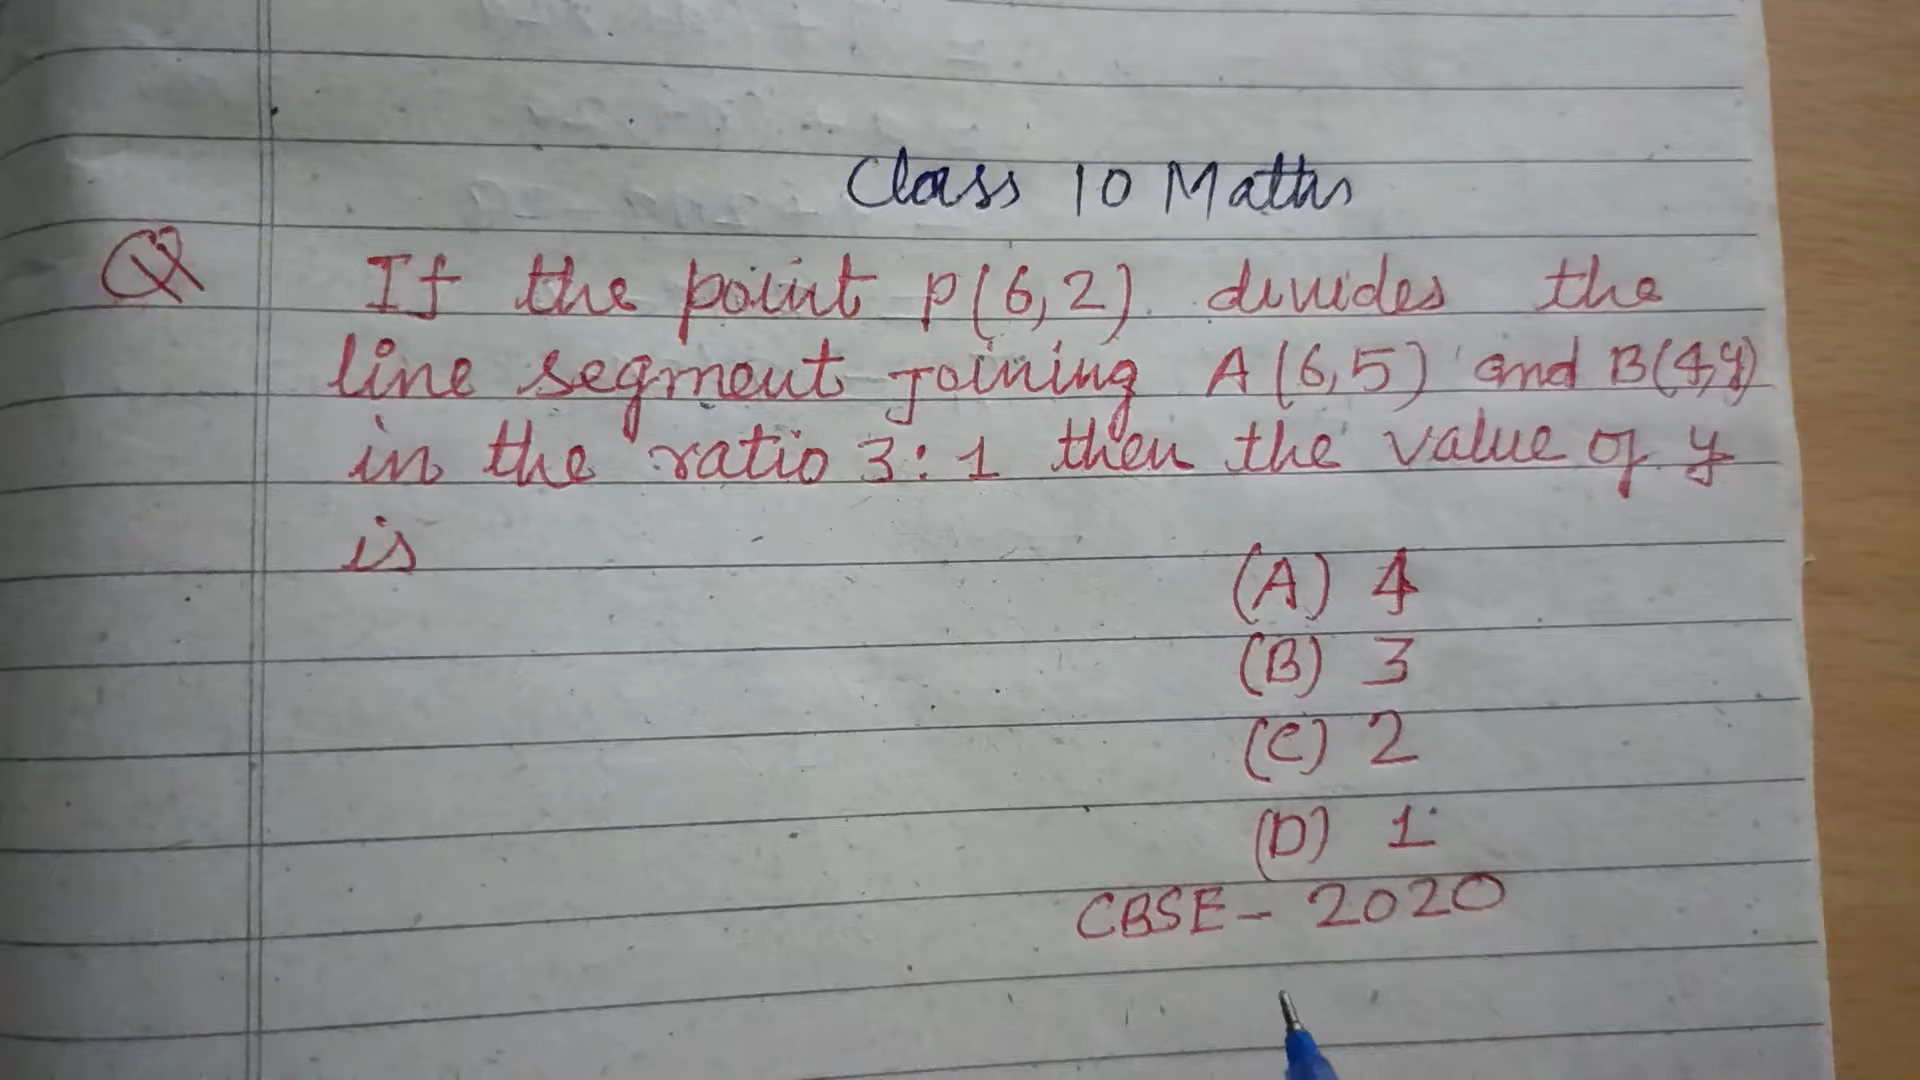 Class 10 Maths
Q If the point P(6,2) divides the
line segment joining A(6,5) and B(4,y)
in the ratio 3:1 then the value of y
is
(A) 4
(B) 3
(C) 2
(D) 1
CBSE - 2020